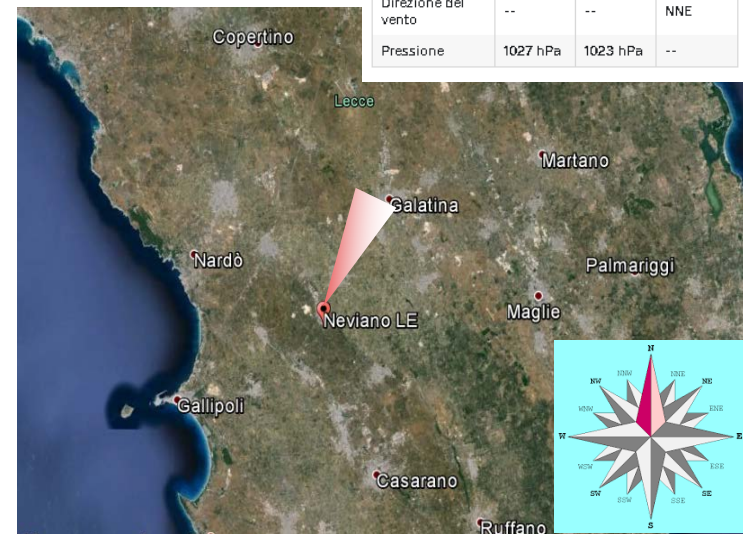 Direzione del
vento -- -- NNE
Pressione 1027 hPa 1023 hPa --
Copertino
Lecce
Martano
Galatina
Nardò
Palmariggi
Neviano LE
Maglie
Gallipoli
Casarano
Ruffano
N
NNW NNE
NW NE
WNW ENE
W E
WSW ESE
SW SE
SSW SSE
S